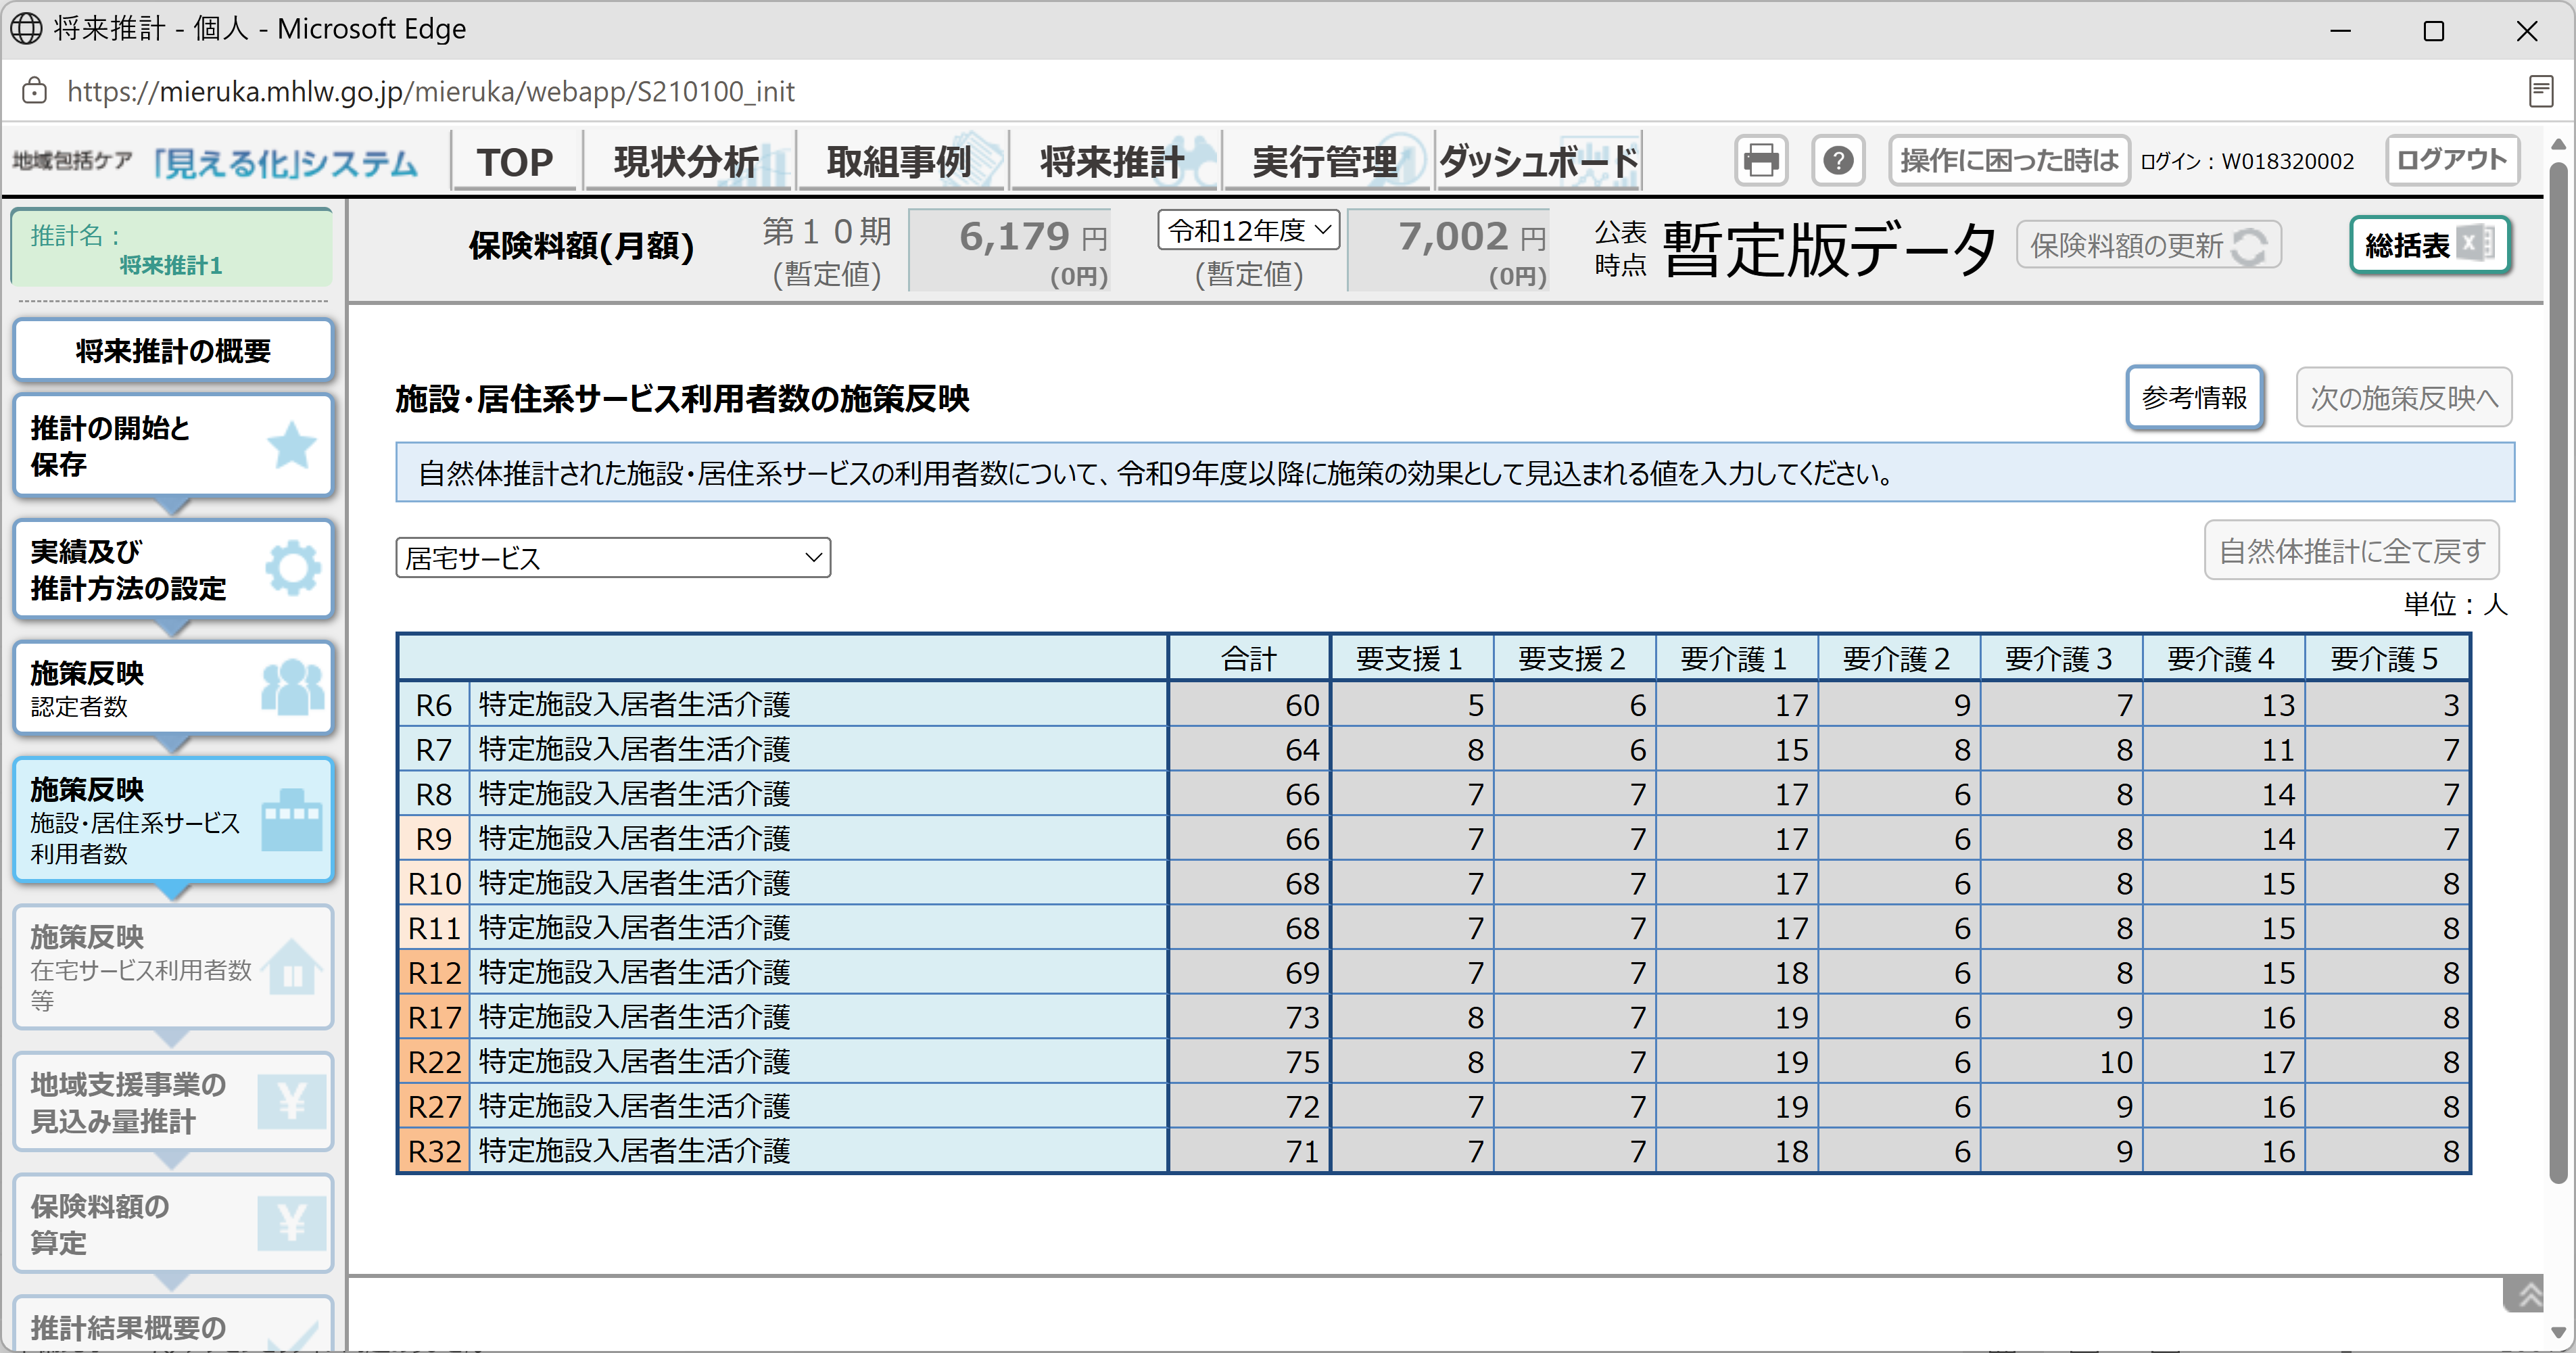 将来推計 - 個人 - Microsoft Edge
https://mieruka.mhlw.go.jp/mieruka/webapp/S210100_init
地域包括ケア 「見える化」システム TOP 現状分析 取組事例 将来推計 実行管理 ダッシュボード 操作に困った時は ログイン：W018320002 ログアウト
推計名：
将来推計1
保険料額(月額) 第１０期 (暫定値) 6,179 円 (0円) 令和12年度 (暫定値) 7,002 円 (0円) 公表時点 暫定版データ 保険料額の更新 総括表
将来推計の概要
推計の開始と
保存
実績及び
推計方法の設定
施策反映
認定者数
施策反映
施設・居住系サービス
利用者数
施策反映
在宅サービス利用者数
等
地域支援事業の
見込み量推計
保険料額の
算定
推計結果概要の
施設・居住系サービス利用者数の施策反映 参考情報 次の施策反映へ
自然体推計された施設・居住系サービスの利用者数について、令和9年度以降に施策の効果として見込まれる値を入力してください。
居宅サービス 自然体推計に全て戻す
単位：人
合計 要支援１ 要支援２ 要介護１ 要介護２ 要介護３ 要介護４ 要介護５
R6 特定施設入居者生活介護 60 5 6 17 9 7 13 3
R7 特定施設入居者生活介護 64 8 6 15 8 8 11 7
R8 特定施設入居者生活介護 66 7 7 17 6 8 14 7
R9 特定施設入居者生活介護 66 7 7 17 6 8 14 7
R10 特定施設入居者生活介護 68 7 7 17 6 8 15 8
R11 特定施設入居者生活介護 68 7 7 17 6 8 15 8
R12 特定施設入居者生活介護 69 7 7 18 6 8 15 8
R17 特定施設入居者生活介護 73 8 7 19 6 9 16 8
R22 特定施設入居者生活介護 75 8 7 19 6 10 17 8
R27 特定施設入居者生活介護 72 7 7 19 6 9 16 8
R32 特定施設入居者生活介護 71 7 7 18 6 9 16 8